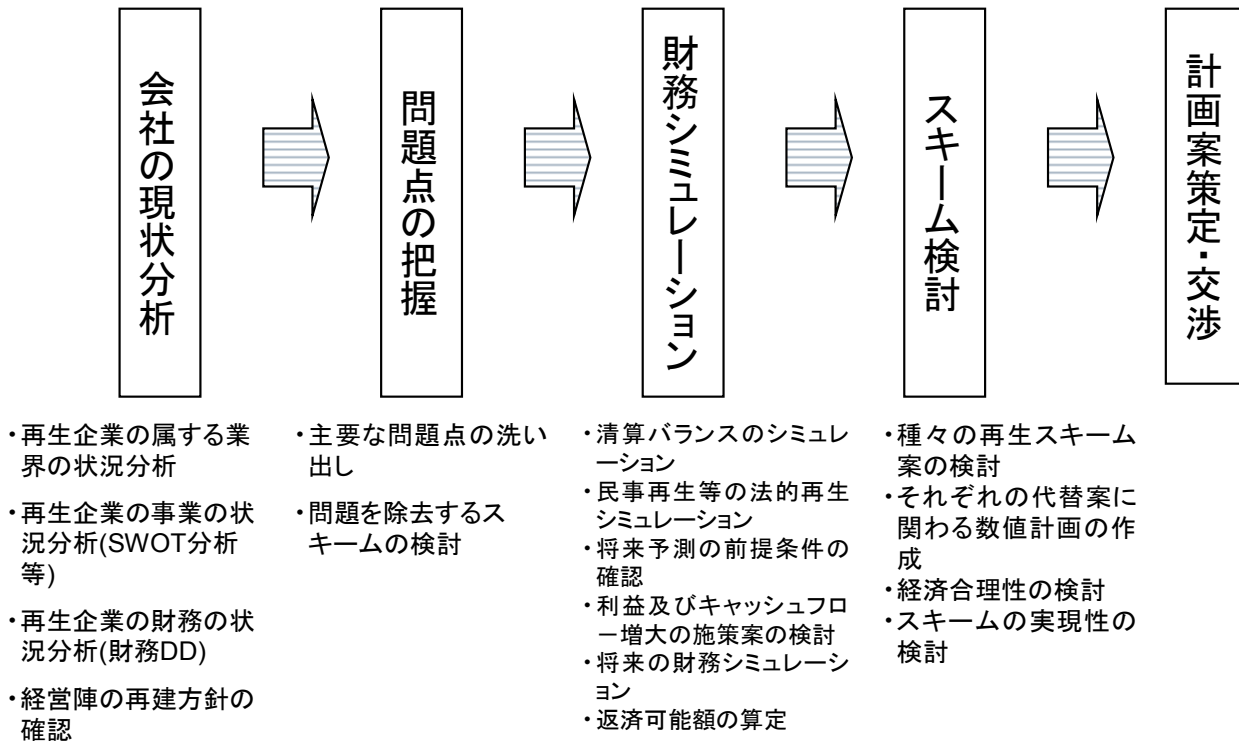 会社の現状分析
問題点の把握
財務シミュレーション
スキーム検討
計画案策定・交渉
・再生企業の属する業
界の状況分析
・再生企業の事業の状
況分析(SWOT分析
等)
・再生企業の財務の状
況分析(財務DD)
・経営陣の再建方針の
確認
・主要な問題点の洗い
出し
・問題を除去するス
キームの検討
・清算バランスのシミュレ
ーション
・民事再生等の法的再生
シミュレーション
・将来予測の前提条件の
確認
・利益及びキャッシュフロ
ー増大の施策案の検討
・将来の財務シミュレーシ
ョン
・返済可能額の算定
・種々の再生スキーム
案の検討
・それぞれの代替案に
関わる数値計画の作
成
・経済合理性の検討
・スキームの実現性の
検討